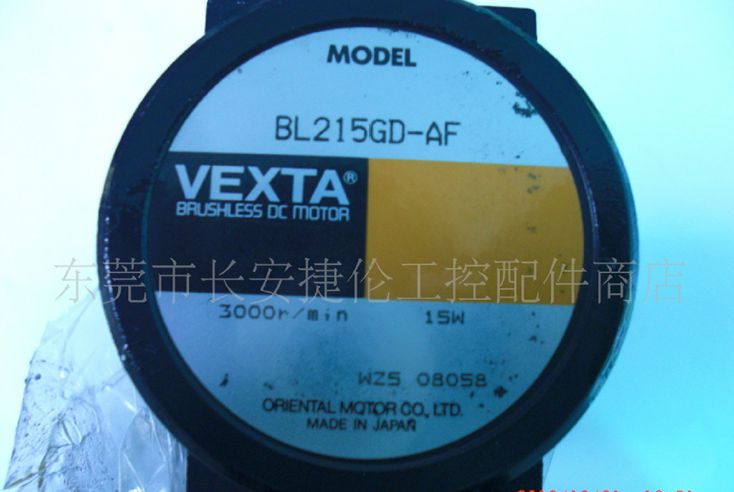 MODEL
BL215GD-AF
VEXTA®
BRUSHLESS DC MOTOR
东莞市长安捷伦工控配件商店
3000r/min 15W
WZ5 08058
ORIENTAL MOTOR CO., LTD.
MADE IN JAPAN